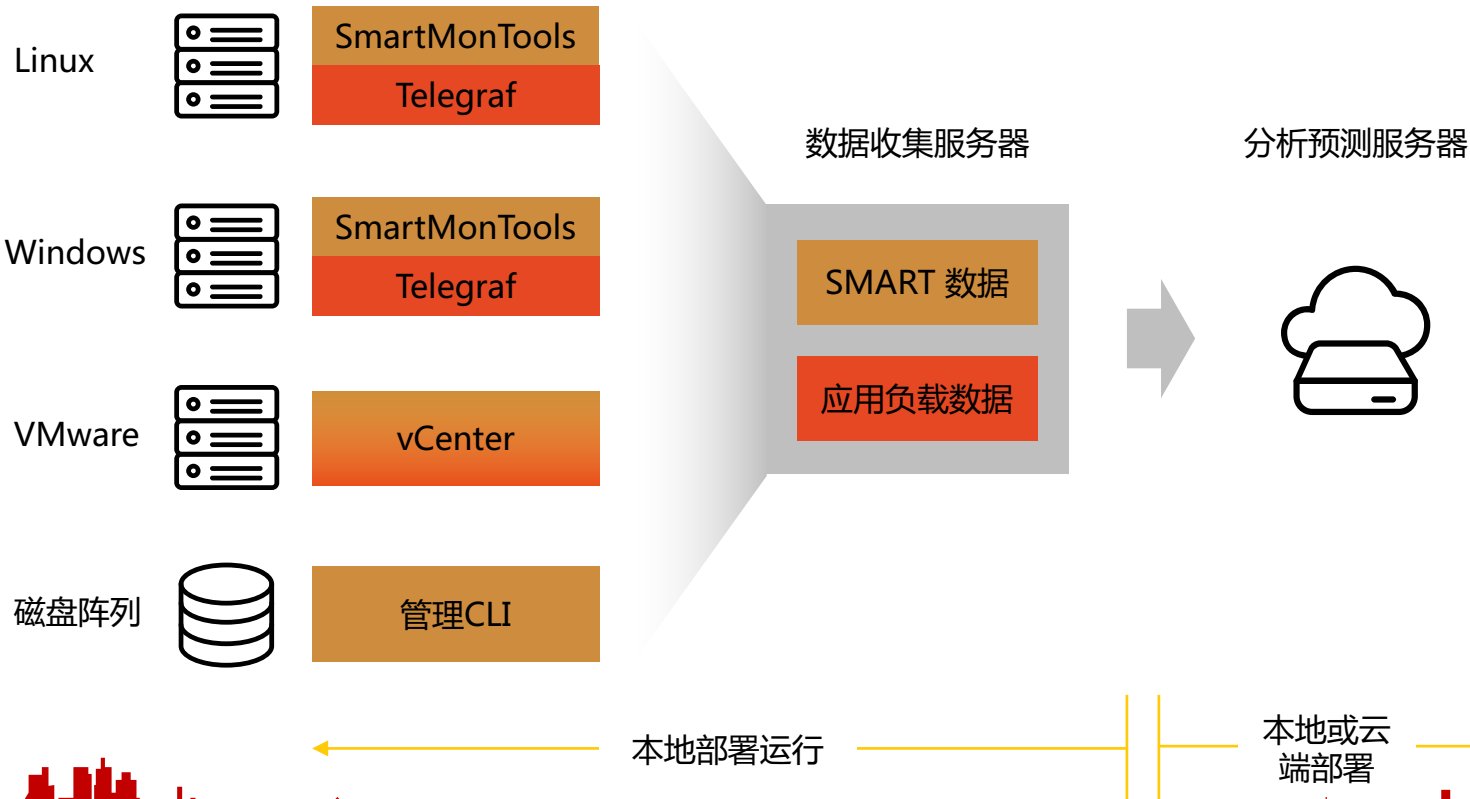 Linux
SmartMonTools
Telegraf
Windows
SmartMonTools
Telegraf
VMware
vCenter
磁盘阵列
管理CLI
数据收集服务器
SMART 数据
应用负载数据
分析预测服务器
本地部署运行
本地或云
端部署